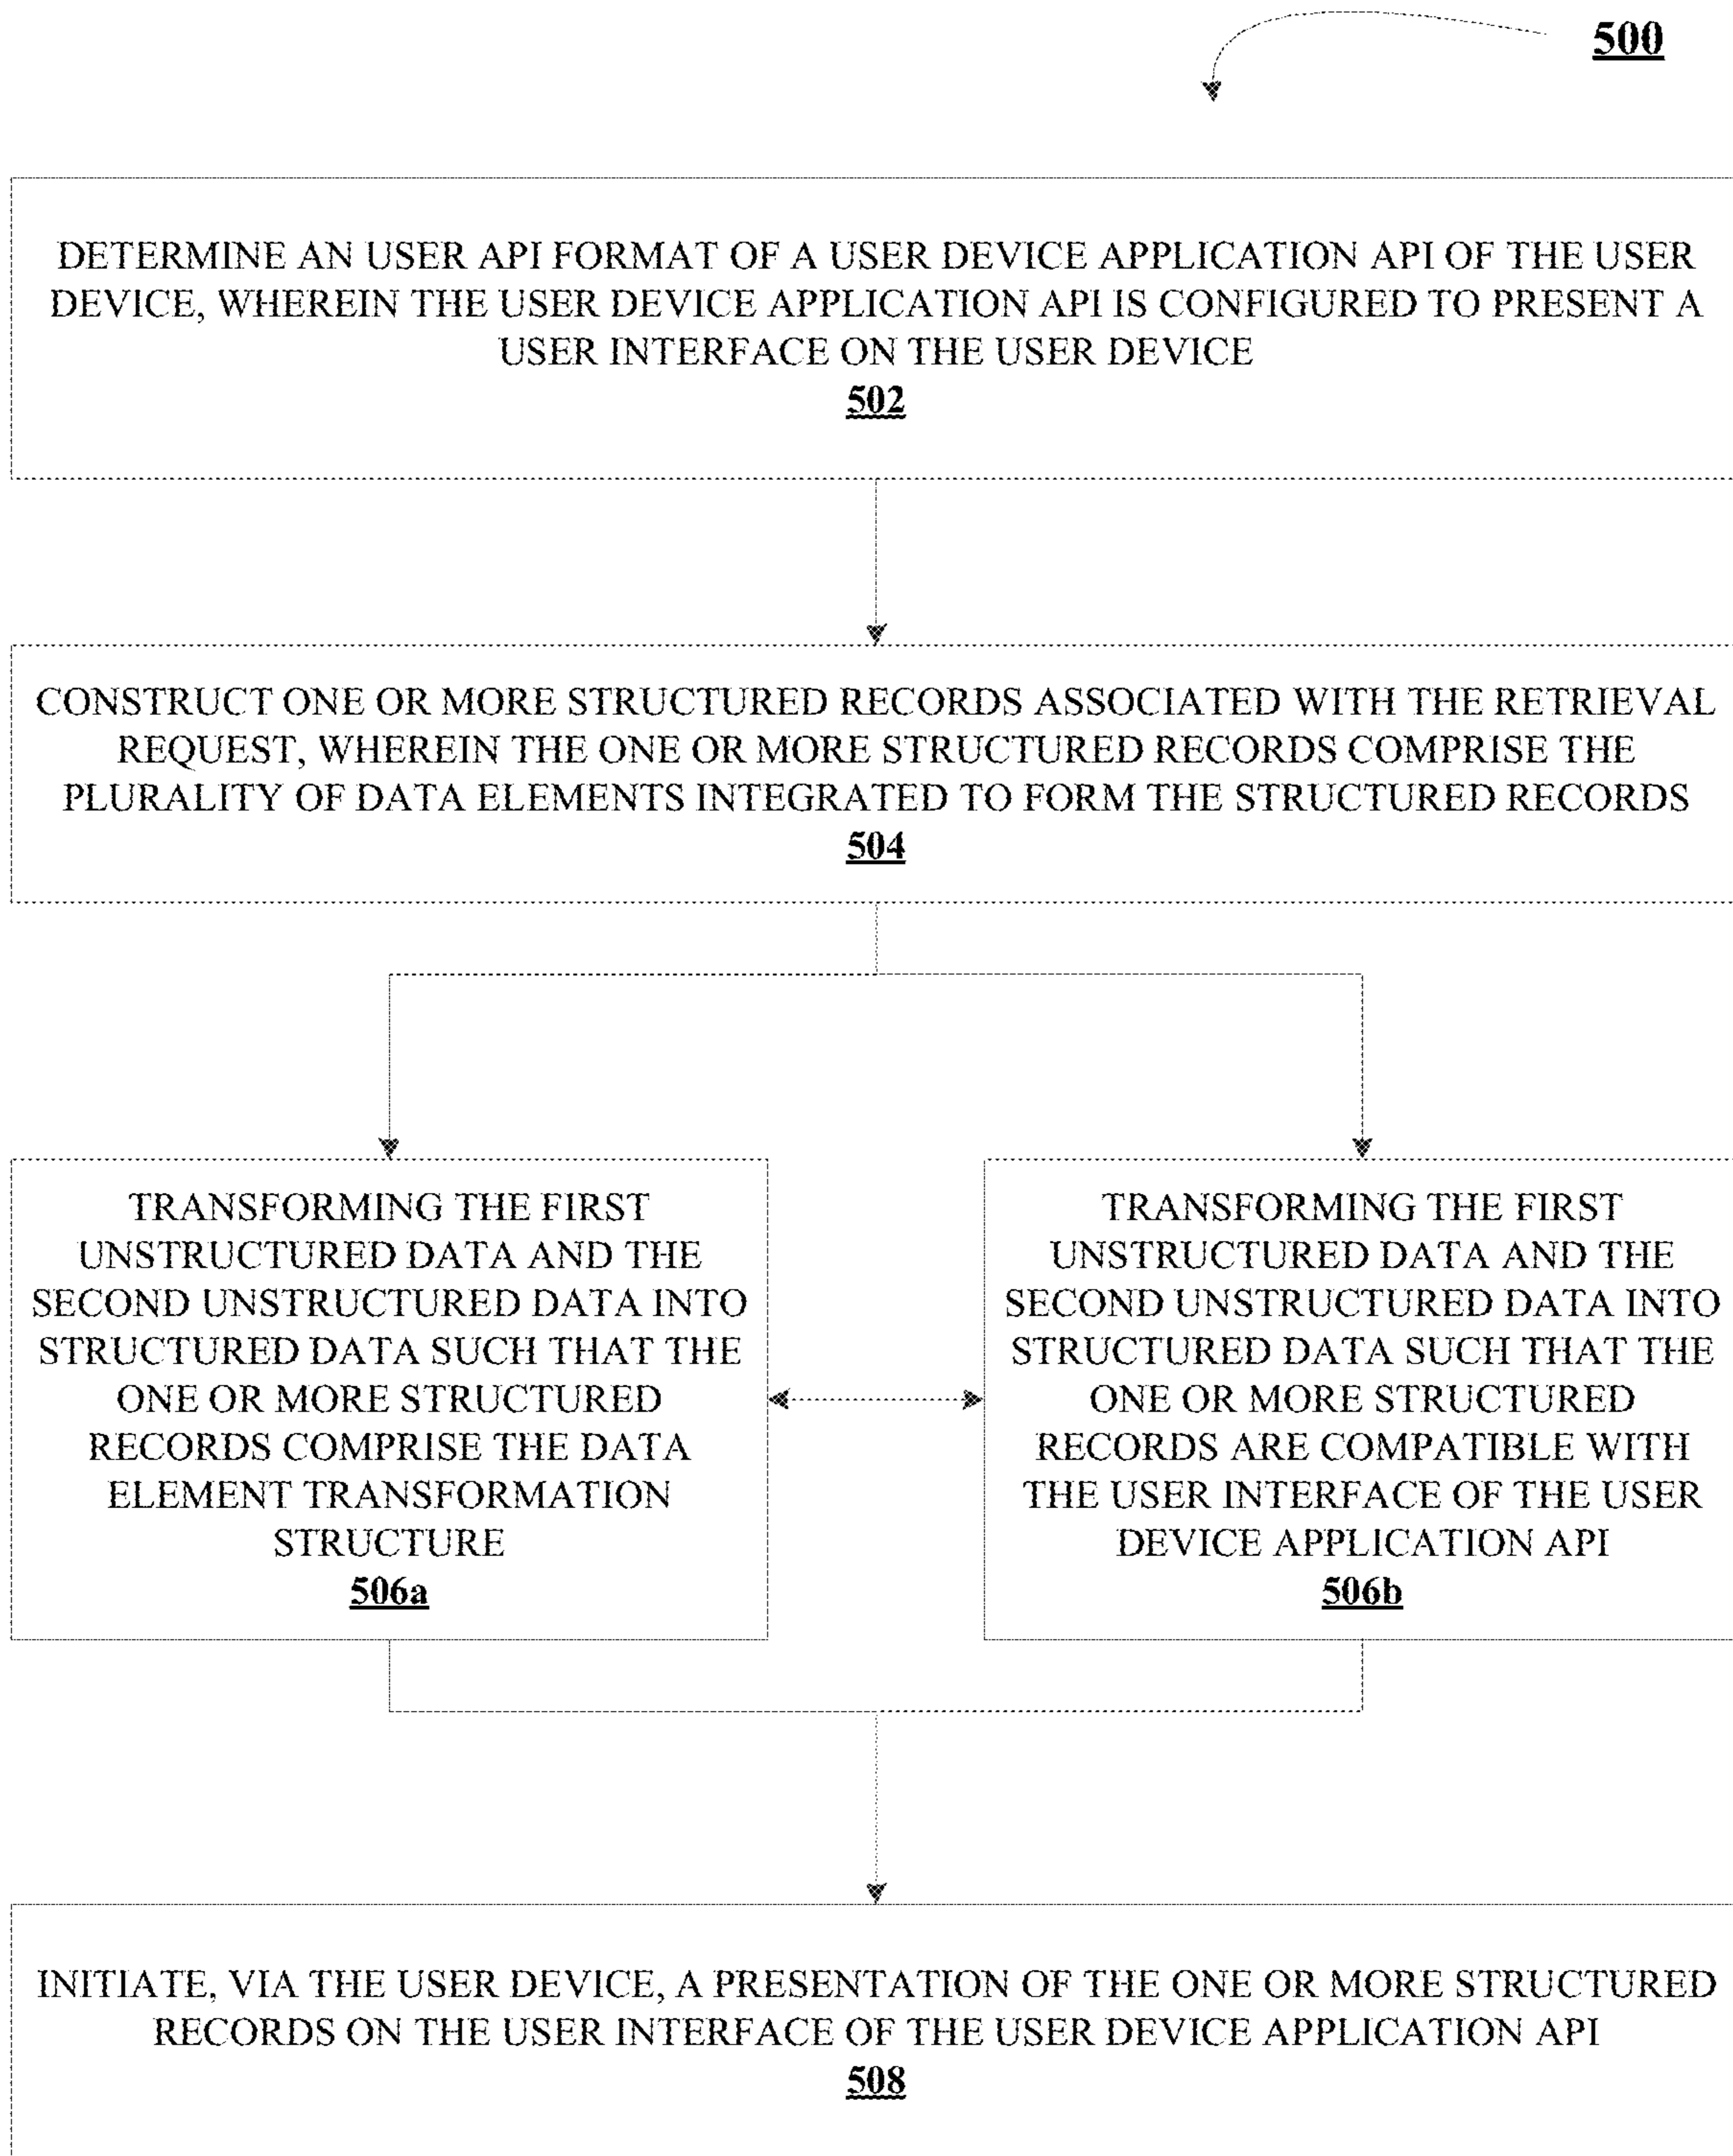 500
DETERMINE AN USER API FORMAT OF A USER DEVICE APPLICATION API OF THE USER
DEVICE, WHEREIN THE USER DEVICE APPLICATION API IS CONFIGURED TO PRESENT A
USER INTERFACE ON THE USER DEVICE
502
CONSTRUCT ONE OR MORE STRUCTURED RECORDS ASSOCIATED WITH THE RETRIEVAL
REQUEST, WHEREIN THE ONE OR MORE STRUCTURED RECORDS COMPRISE THE
PLURALITY OF DATA ELEMENTS INTEGRATED TO FORM THE STRUCTURED RECORDS
504
TRANSFORMING THE FIRST
UNSTRUCTURED DATA AND THE
SECOND UNSTRUCTURED DATA INTO
STRUCTURED DATA SUCH THAT THE
ONE OR MORE STRUCTURED
RECORDS COMPRISE THE DATA
ELEMENT TRANSFORMATION
STRUCTURE
506a
TRANSFORMING THE FIRST
UNSTRUCTURED DATA AND THE
SECOND UNSTRUCTURED DATA INTO
STRUCTURED DATA SUCH THAT THE
ONE OR MORE STRUCTURED
RECORDS ARE COMPATIBLE WITH
THE USER INTERFACE OF THE USER
DEVICE APPLICATION API
506b
INITIATE, VIA THE USER DEVICE, A PRESENTATION OF THE ONE OR MORE STRUCTURED
RECORDS ON THE USER INTERFACE OF THE USER DEVICE APPLICATION API
508